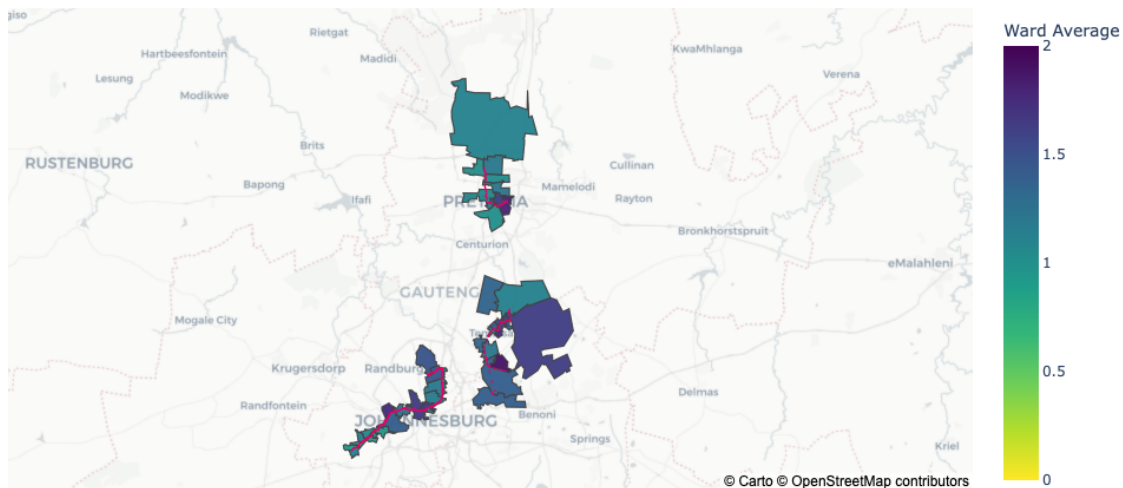 Rietgat
Ward Average
Hartbeesfontein
Madidi
KwaMhlanga
2
Lesung
Verena
Modikwe
Brits
1.5
RUSTENBURG
Cullinan
Bapong
Mamelodi
Ifafi
Rayton
Centurion
Bronkhorstspruit
eMalahleni
1
GAUTENG
Mogale City
Krugersdorp
Randburg
0.5
Delmas
Randfontein
Benoni
Springs
Kriel
© Carto © OpenStreetMap contributors
0